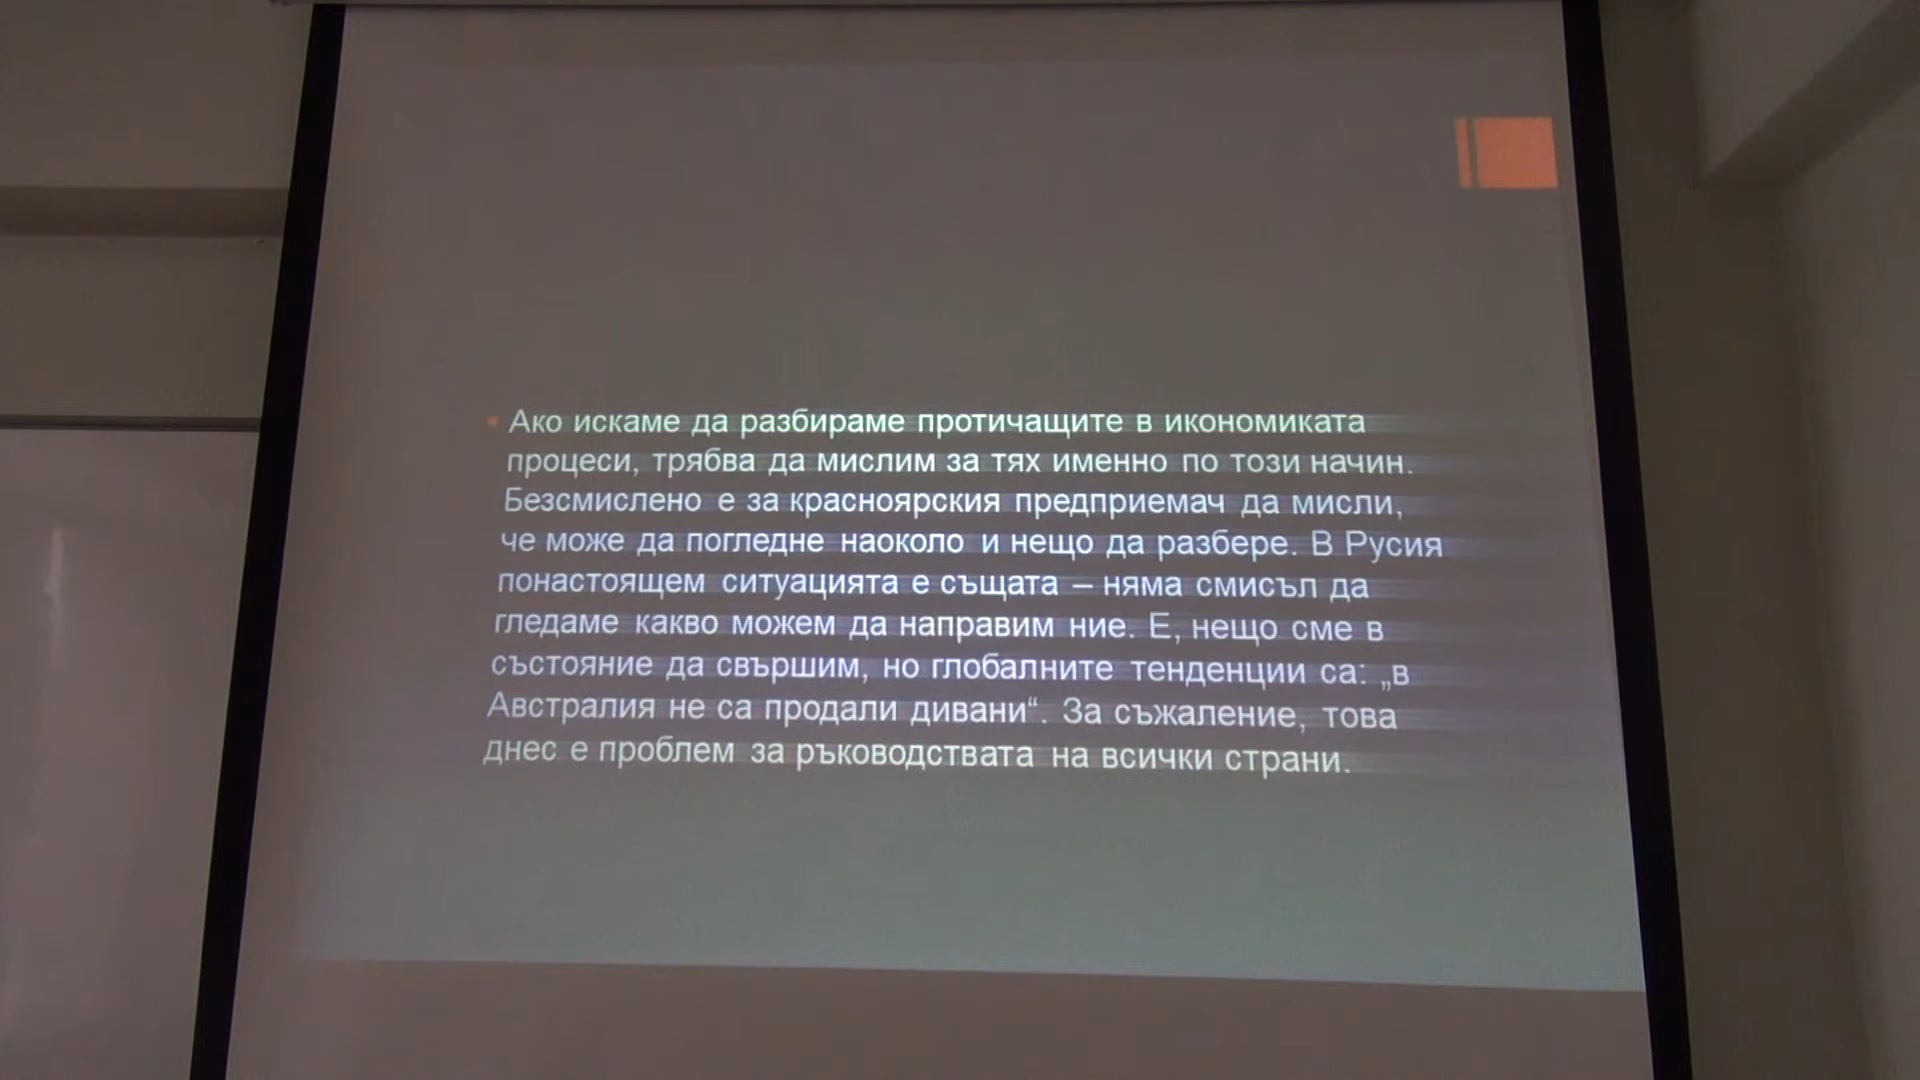 Ако искаме да разбираме протичащите в икономиката
процеси, трябва да мислим за тях именно по този начин.
Безсмислено е за красноярския предприемач да мисли,
че може да погледне наоколо и нещо да разбере. В Русия
понастоящем ситуацията е същата – няма смисъл да
гледаме какво можем да направим ние. Е, нещо сме в
състояние да свършим, но глобалните тенденции са: „в
Австралия не са продали дивани“. За съжаление, това
днес е проблем за ръководствата на всички страни.